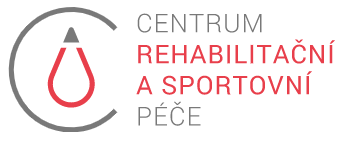 CENTRUM
REHABILITAČNÍ
A SPORTOVNÍ
PÉČE